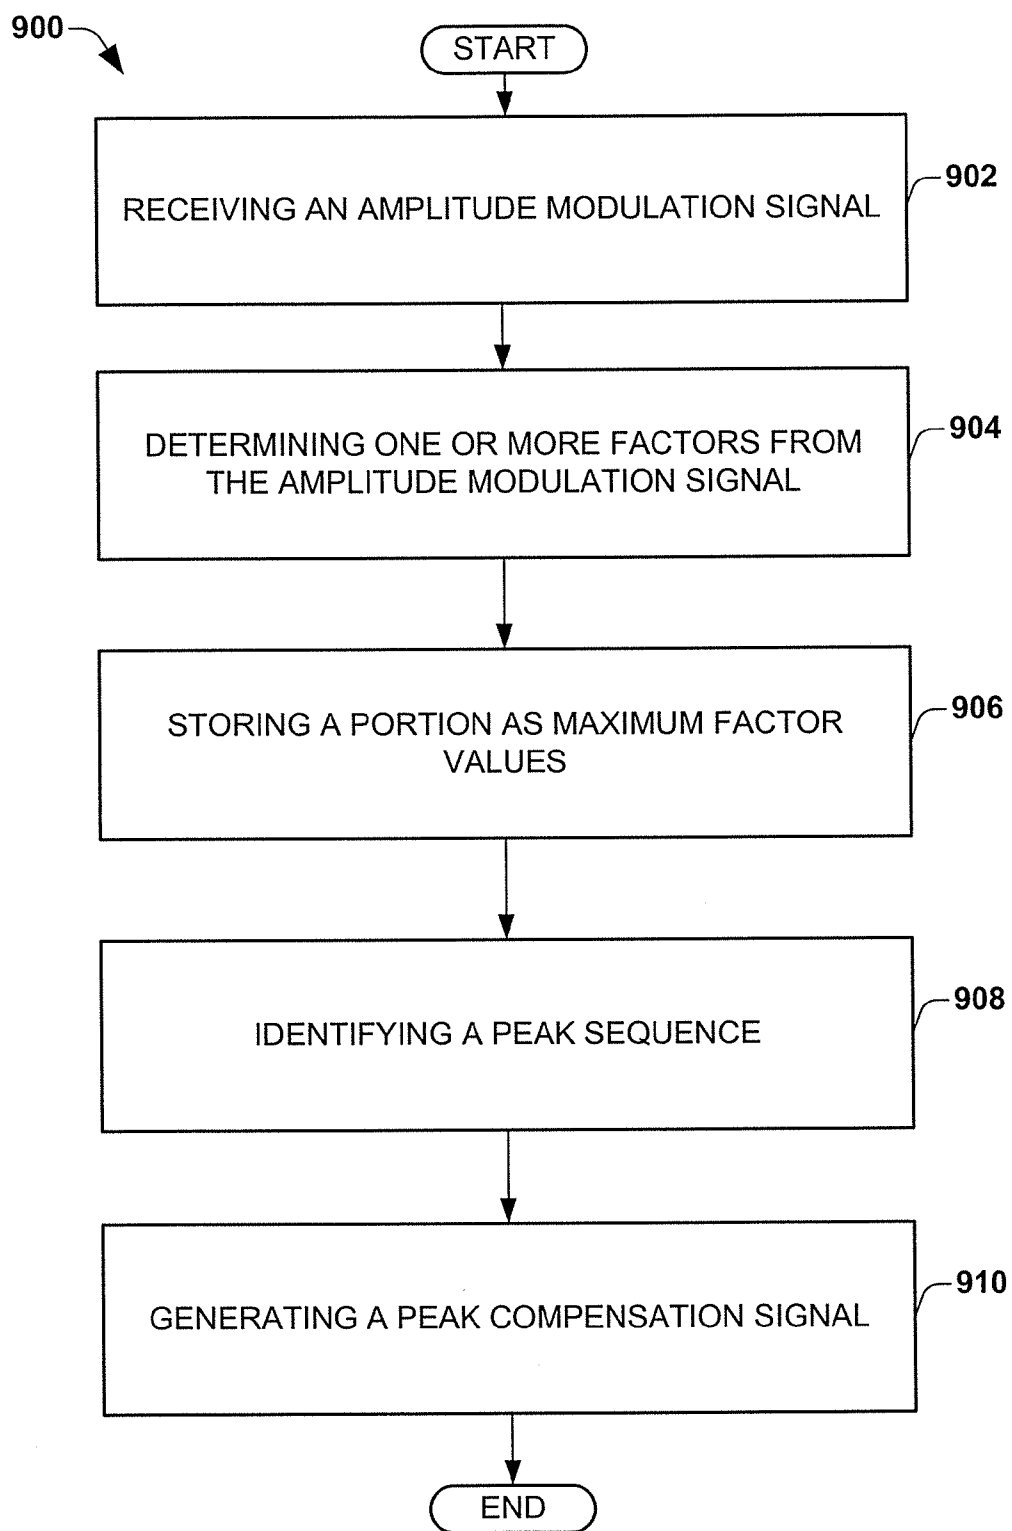 900
START
RECEIVING AN AMPLITUDE MODULATION SIGNAL
902
DETERMINING ONE OR MORE FACTORS FROM
THE AMPLITUDE MODULATION SIGNAL
904
STORING A PORTION AS MAXIMUM FACTOR
VALUES
906
IDENTIFYING A PEAK SEQUENCE
908
GENERATING A PEAK COMPENSATION SIGNAL
910
END